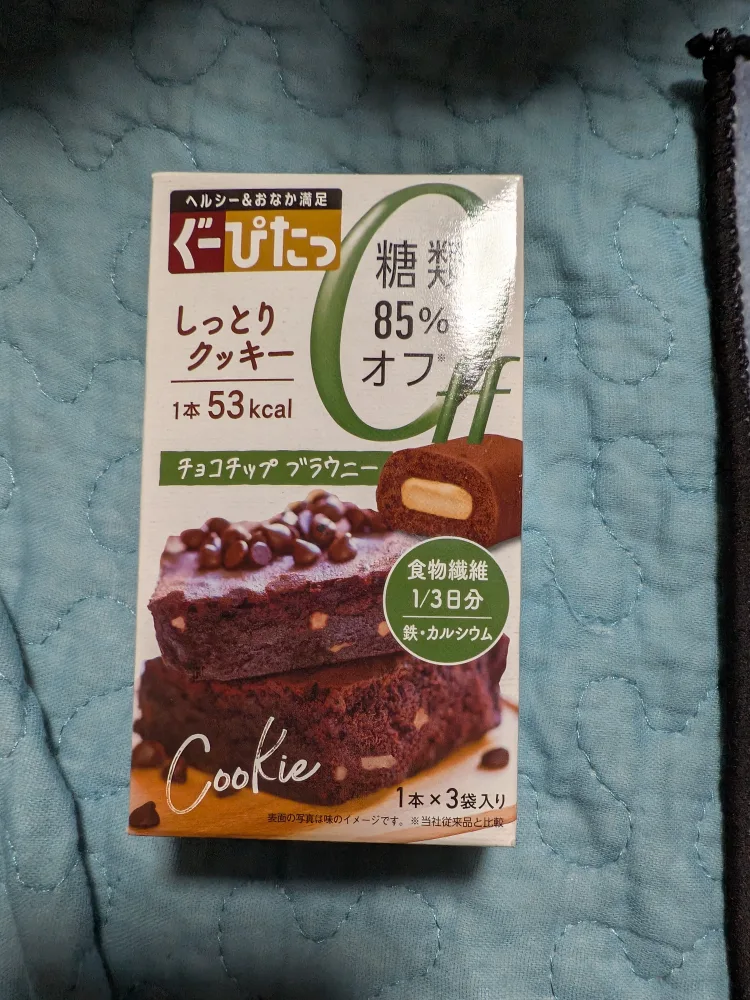 ヘルシー&おなか満足
ぐーぴたっ
しっとり
クッキー
1本 53kcal
Off
糖類
85%
オフ※
チョコチップ ブラウニー
食物繊維
1/3日分
鉄・カルシウム
Cookie
1本×3袋入り
表面の写真は味のイメージです。 ※当社従来品と比較